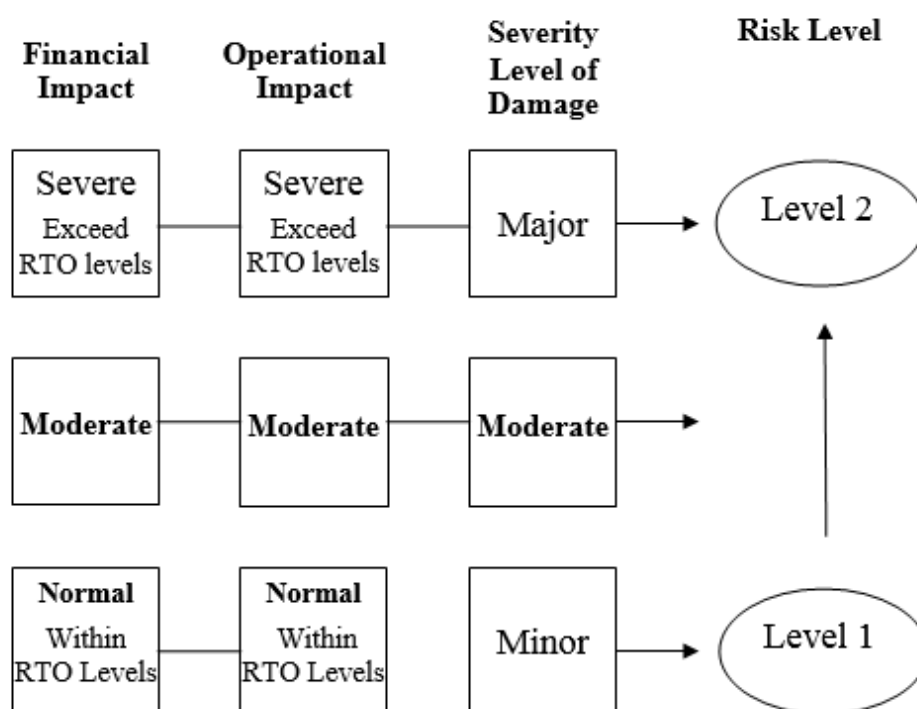 Financial
Impact
Operational
Impact
Severity
Level of
Damage
Risk Level
Severe
Exceed
RTO levels
Severe
Exceed
RTO levels
Major
Level 2
Moderate
Moderate
Moderate
Normal
Within
RTO Levels
Normal
Within
RTO Levels
Minor
Level 1